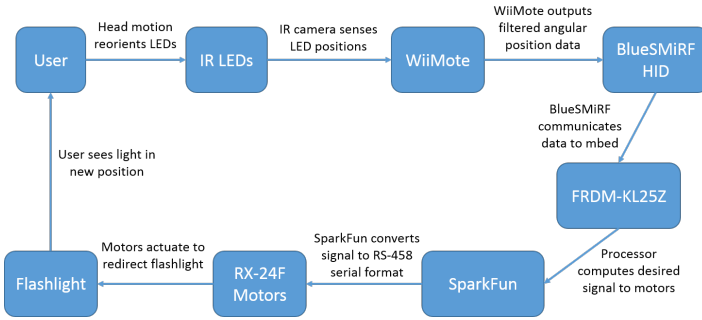 User
Head motion
reorients LEDs
IR LEDs
IR camera senses
LED positions
WiiMote
WiiMote outputs
filtered angular
position data
BlueSMiRF
HID
BlueSMiRF
communicates
data to mbed
FRDM-KL25Z
Processor
computes desired
signal to motors
SparkFun
SparkFun converts
signal to RS-458
serial format
RX-24F
Motors
Motors actuate to
redirect flashlight
Flashlight
User sees light in
new position